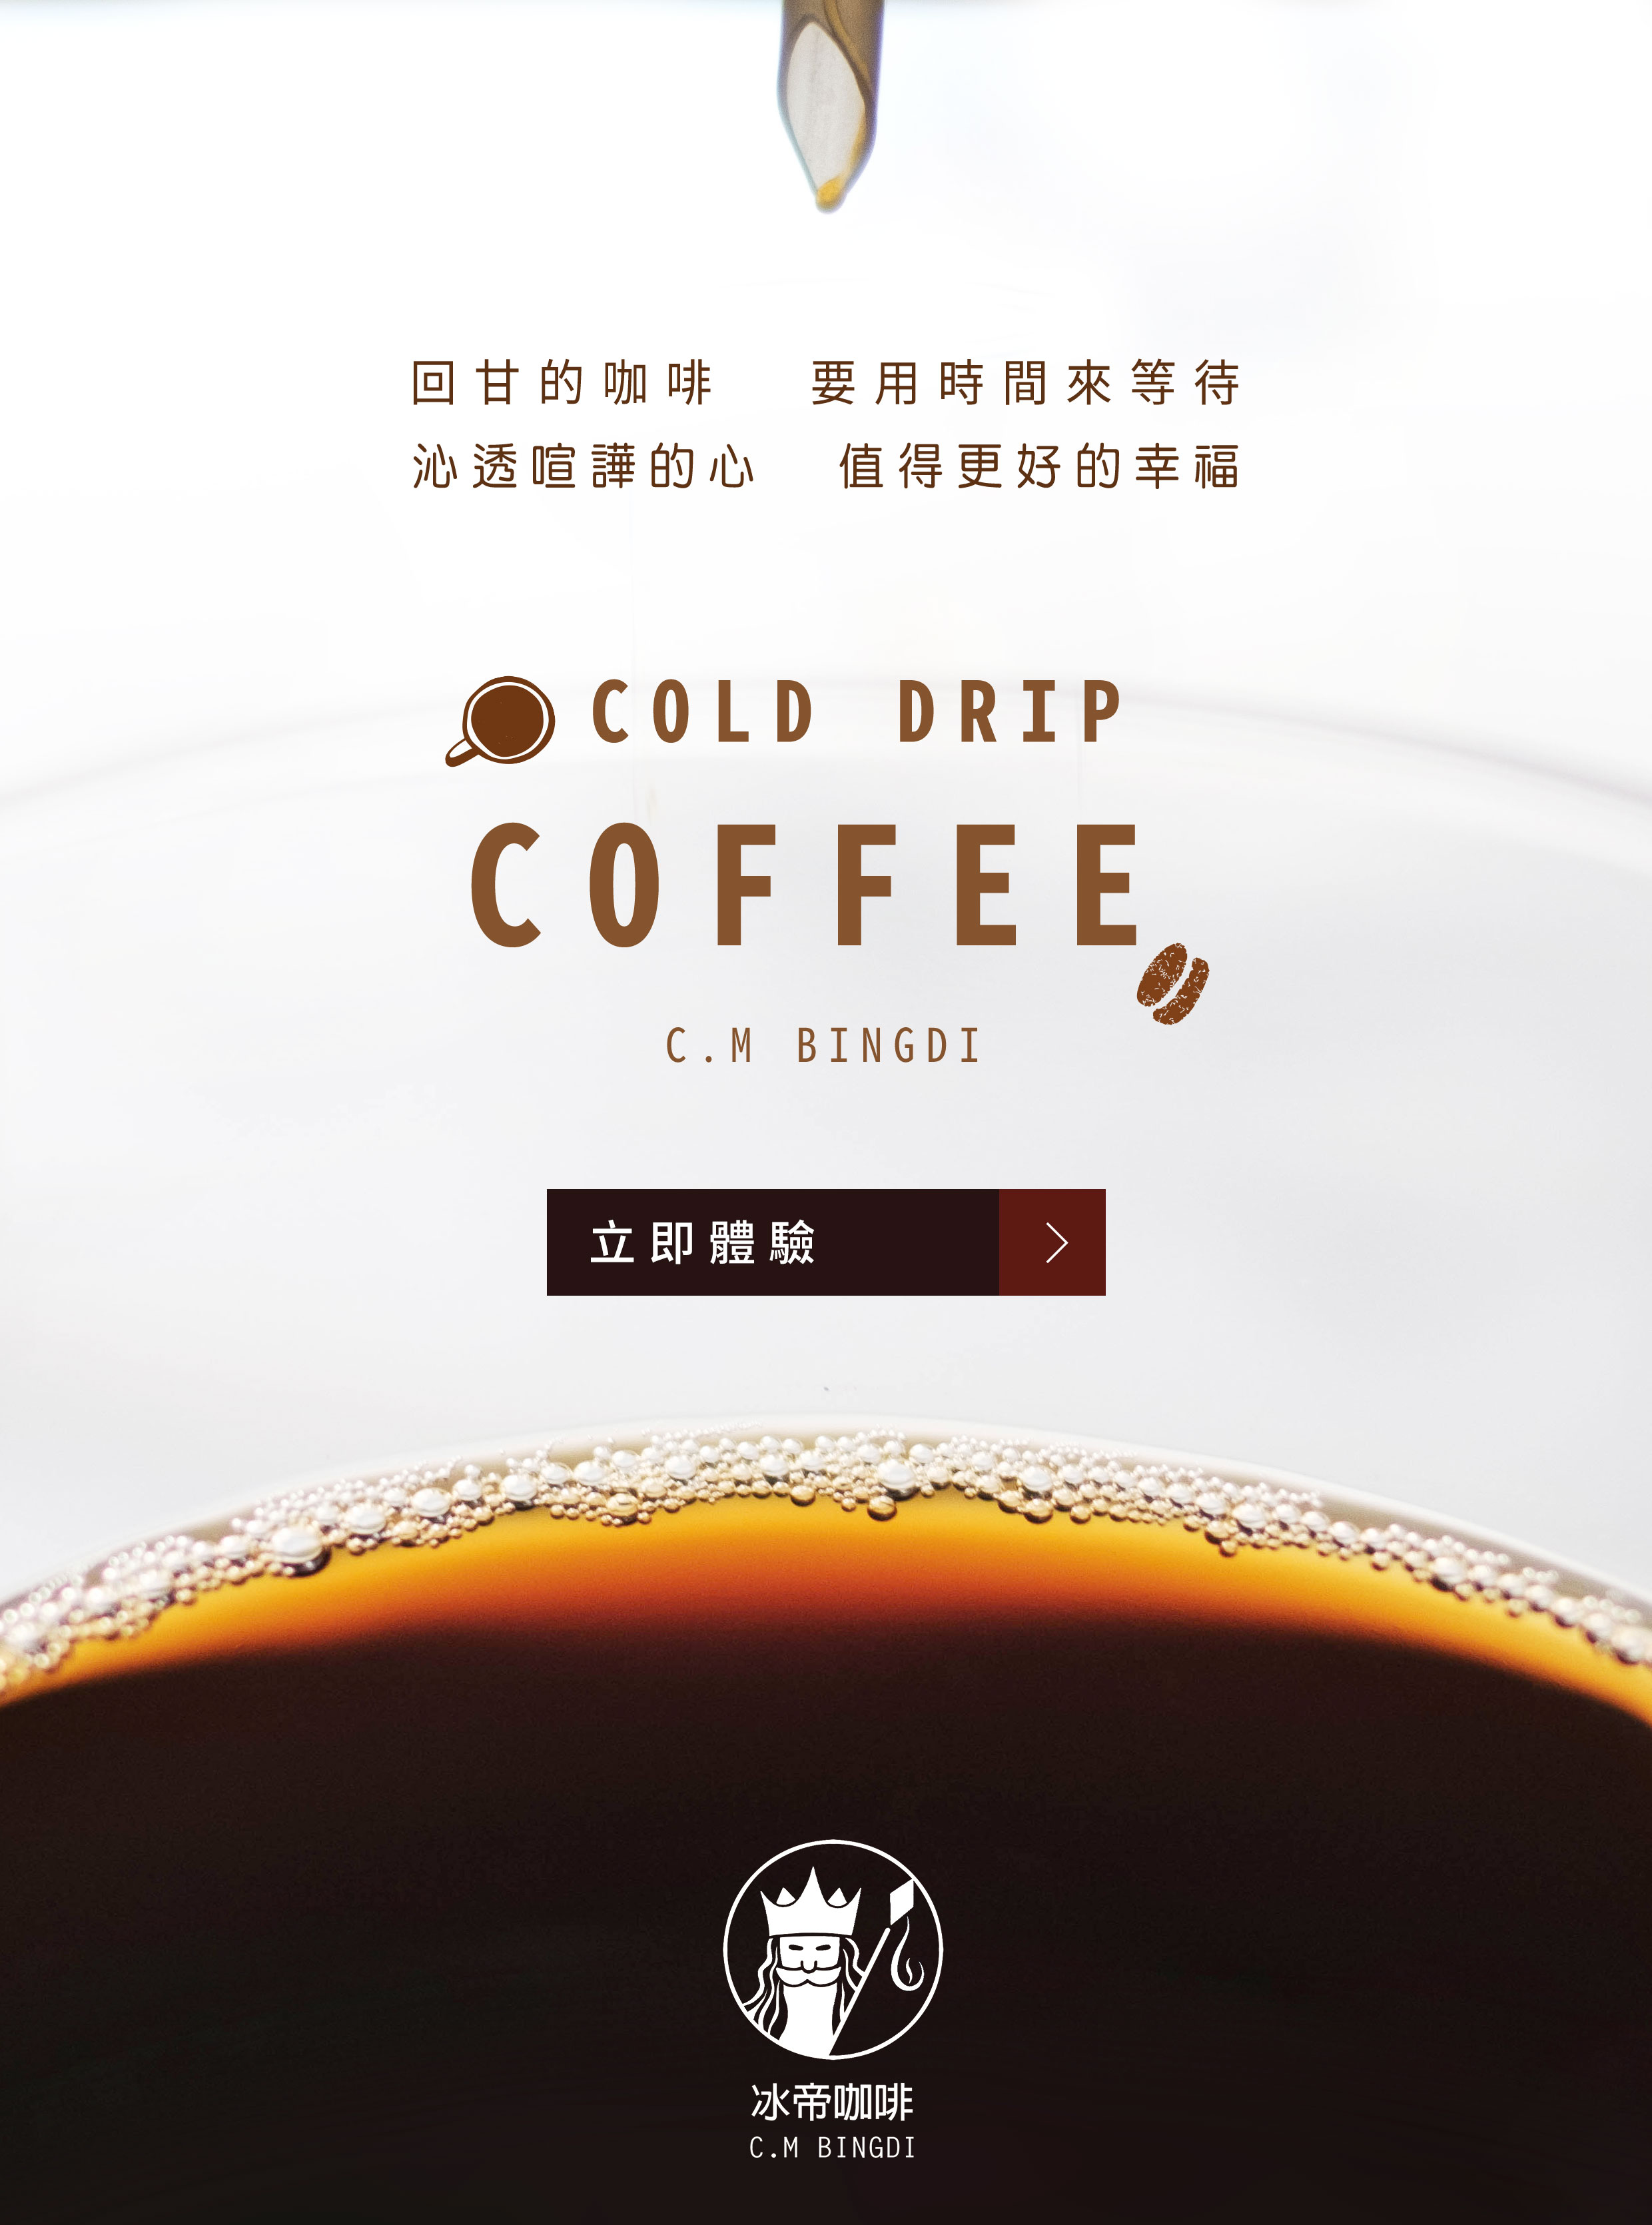 回甘的咖啡 要用時間來等待
沁透喧譁的心 值得更好的幸福
COLD DRIP
COFFEE
C.M BINGDI
立即體驗
冰帝咖啡
C.M BINGDI